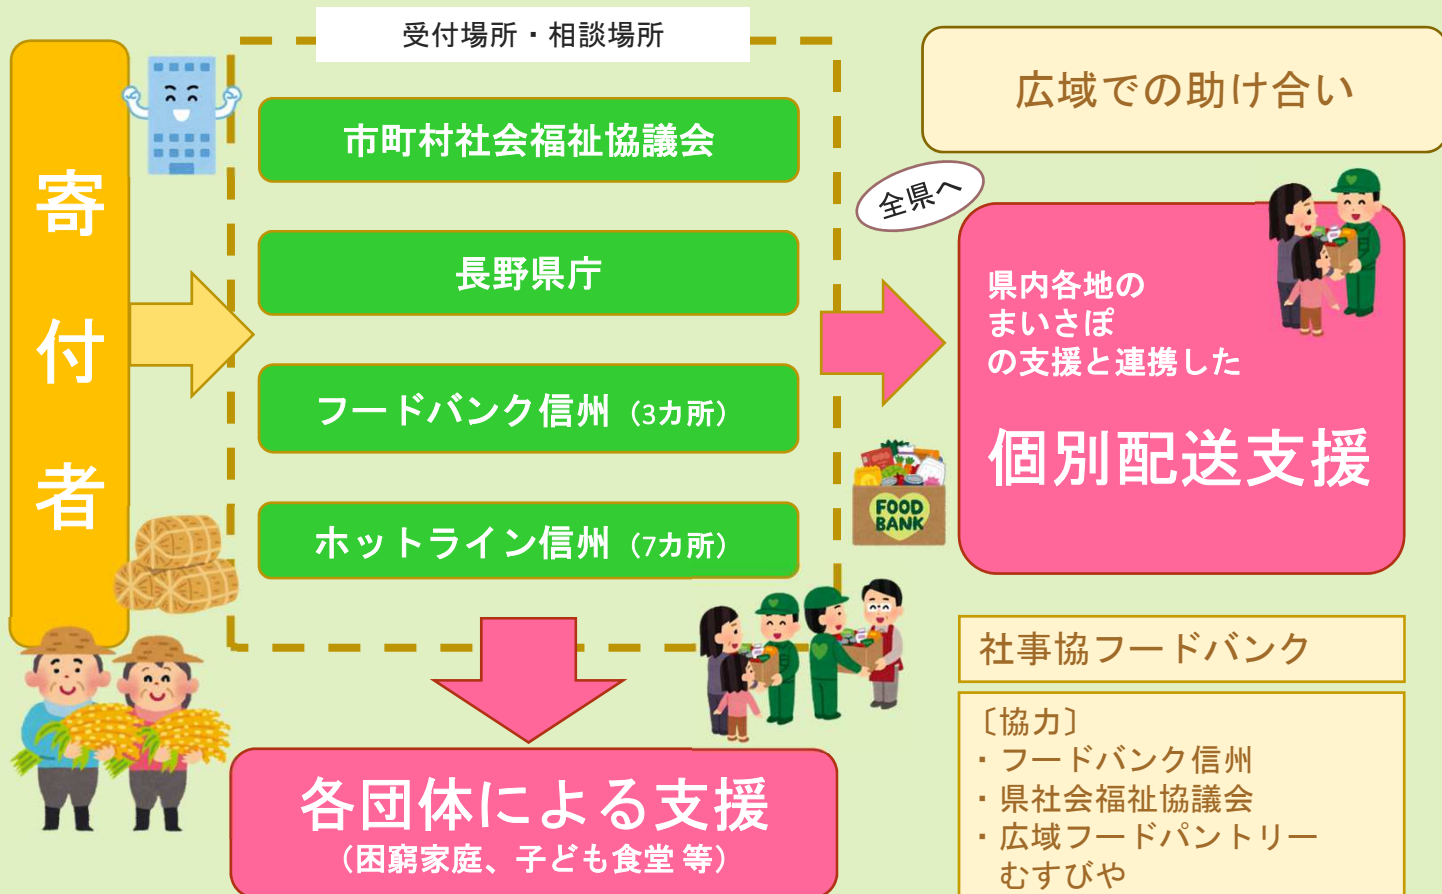 寄付者
受付場所・相談場所
市町村社会福祉協議会
長野県庁
フードバンク信州（3カ所）
ホットライン信州（7カ所）
各団体による支援
（困窮家庭、子ども食堂 等）
広域での助け合い
全県へ
県内各地の
まいさぽ
の支援と連携した
個別配送支援
FOOD
BANK
社事協フードバンク
〔協力〕
・フードバンク信州
・県社会福祉協議会
・広域フードパントリー
むすびや